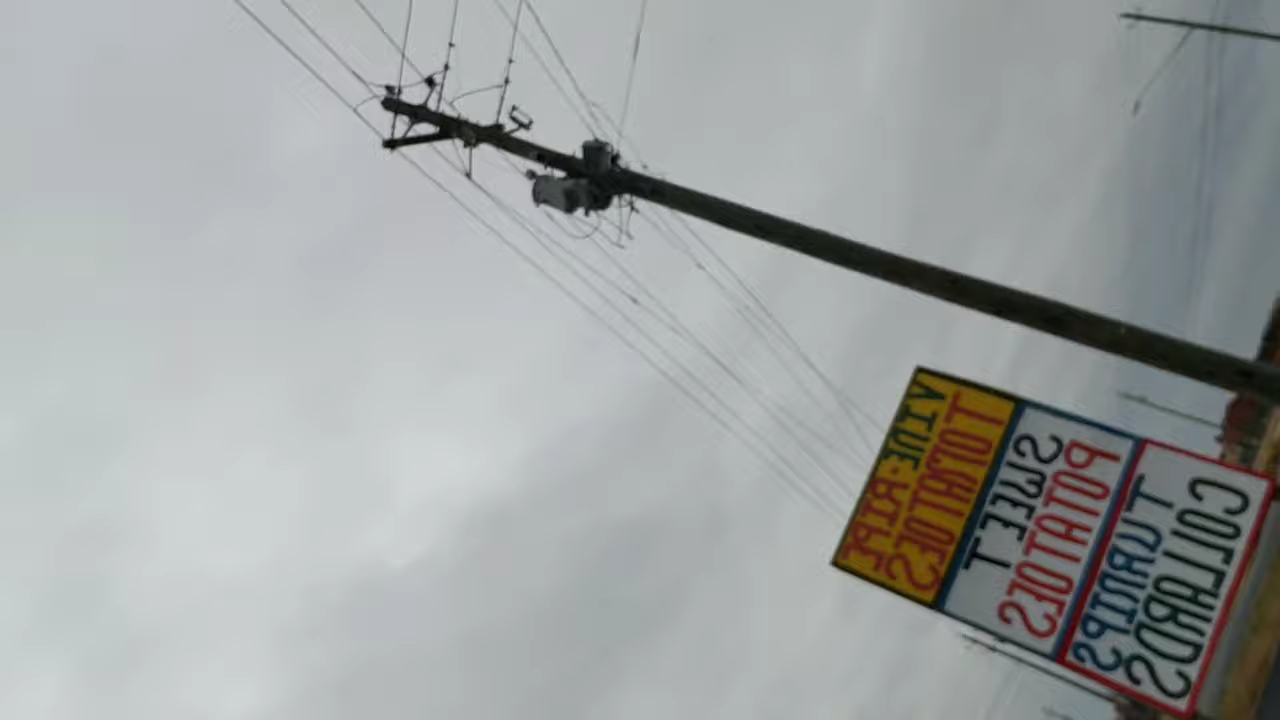 VINE-RIPE
TOMATOES
SWEET
POTATOES
TURNIPS
COLLARDS